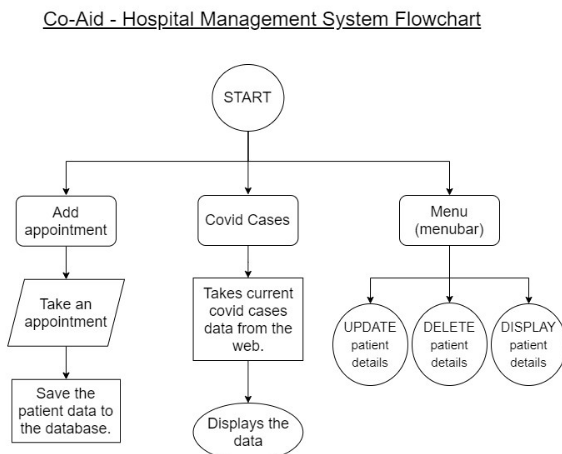 Co-Aid - Hospital Management System Flowchart
START
Add
appointment
Covid Cases
Menu
(menubar)
Take an
appointment
Takes current
covid cases
data from the
web.
UPDATE
patient
details
DELETE
patient
details
DISPLAY
patient
details
Save the
patient data to
the database.
Displays the
data